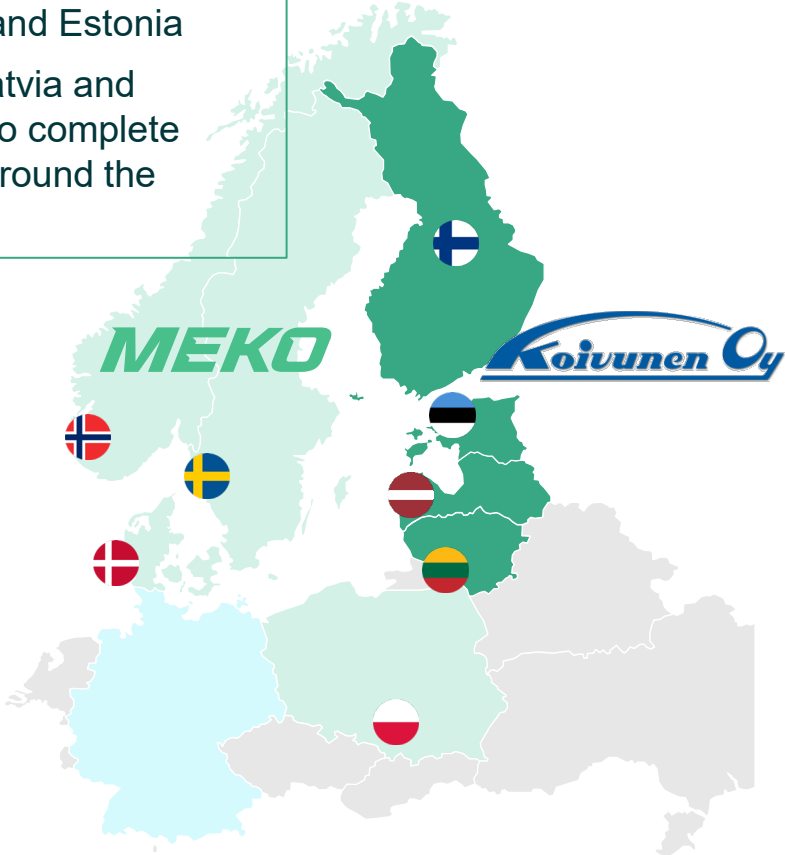 and Estonia
atvia and
o complete
round the
MEKO
Koivunen Oy